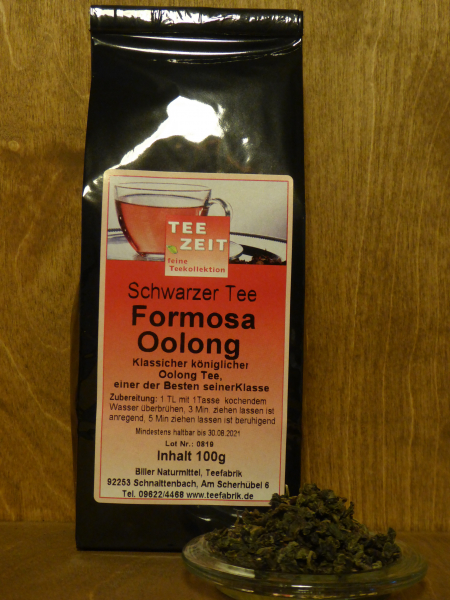 TEE
ZEIT
feine
Teekollektion
Schwarzer Tee
Formosa
Oolong
Klassicher königlicher
Oolong Tee,
einer der Besten seinerKlasse
Zubereitung: 1 TL mit 1Tasse kochendem
Wasser überbrühen, 3 Min. ziehen lassen ist
anregend, 5 Min ziehen lassen ist beruhigend
Mindestens haltbar bis 30.08.2021
Lot Nr.: 0819
Inhalt 100g
Biller Naturmittel, Teefabrik
92253 Schnaittenbach, Am Scherhübel 6
Tel. 09622/4468 www.teefabrik.de